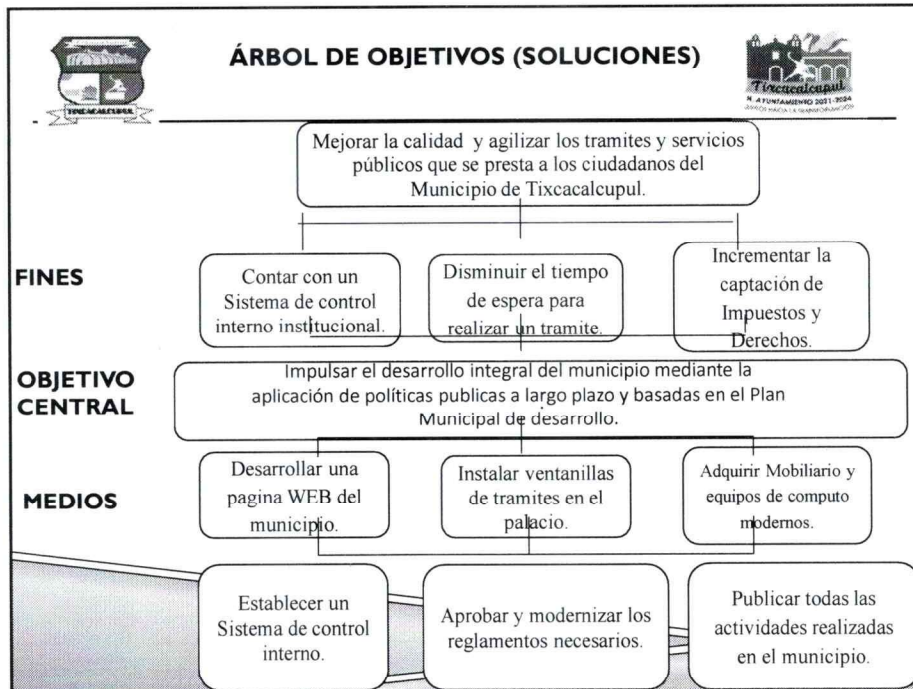 ÁRBOL DE OBJETIVOS (SOLUCIONES)
TIXCACALCUPUL
Tixcacalcupul
H. AYUNTAMIENTO 2021-2024
Mejorar la calidad y agilizar los tramites y servicios
públicos que se presta a los ciudadanos del
Municipio de Tixcacalcupul.
FINES
Contar con un
Sistema de control
interno institucional.
Disminuir el tiempo
de espera para
realizar un tramite.
Incrementar la
captación de
Impuestos y
Derechos.
OBJETIVO
CENTRAL
Impulsar el desarrollo integral del municipio mediante la
aplicación de políticas publicas a largo plazo y basadas en el Plan
Municipal de desarrollo.
MEDIOS
Desarrollar una
pagina WEB del
municipio.
Instalar ventanillas
de tramites en el
palacio.
Adquirir Mobiliario y
equipos de computo
modernos.
Establecer un
Sistema de control
interno.
Aprobar y modernizar los
reglamentos necesarios.
Publicar todas las
actividades realizadas
en el municipio.